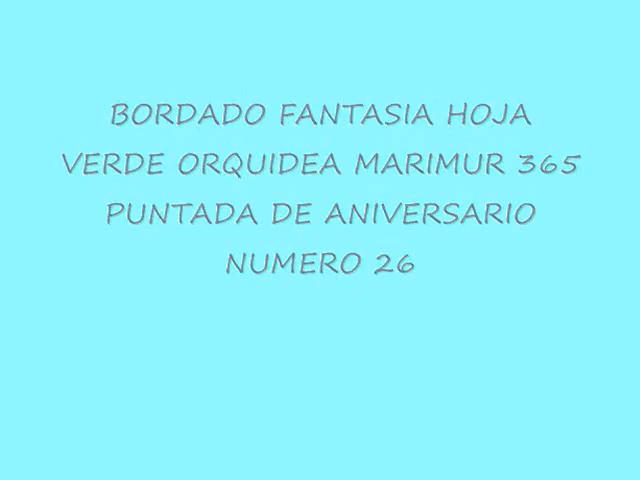 BORDADO FANTASIA HOJA
VERDE ORQUIDEA MARIMUR 365
PUNTADA DE ANIVERSARIO
NUMERO 26